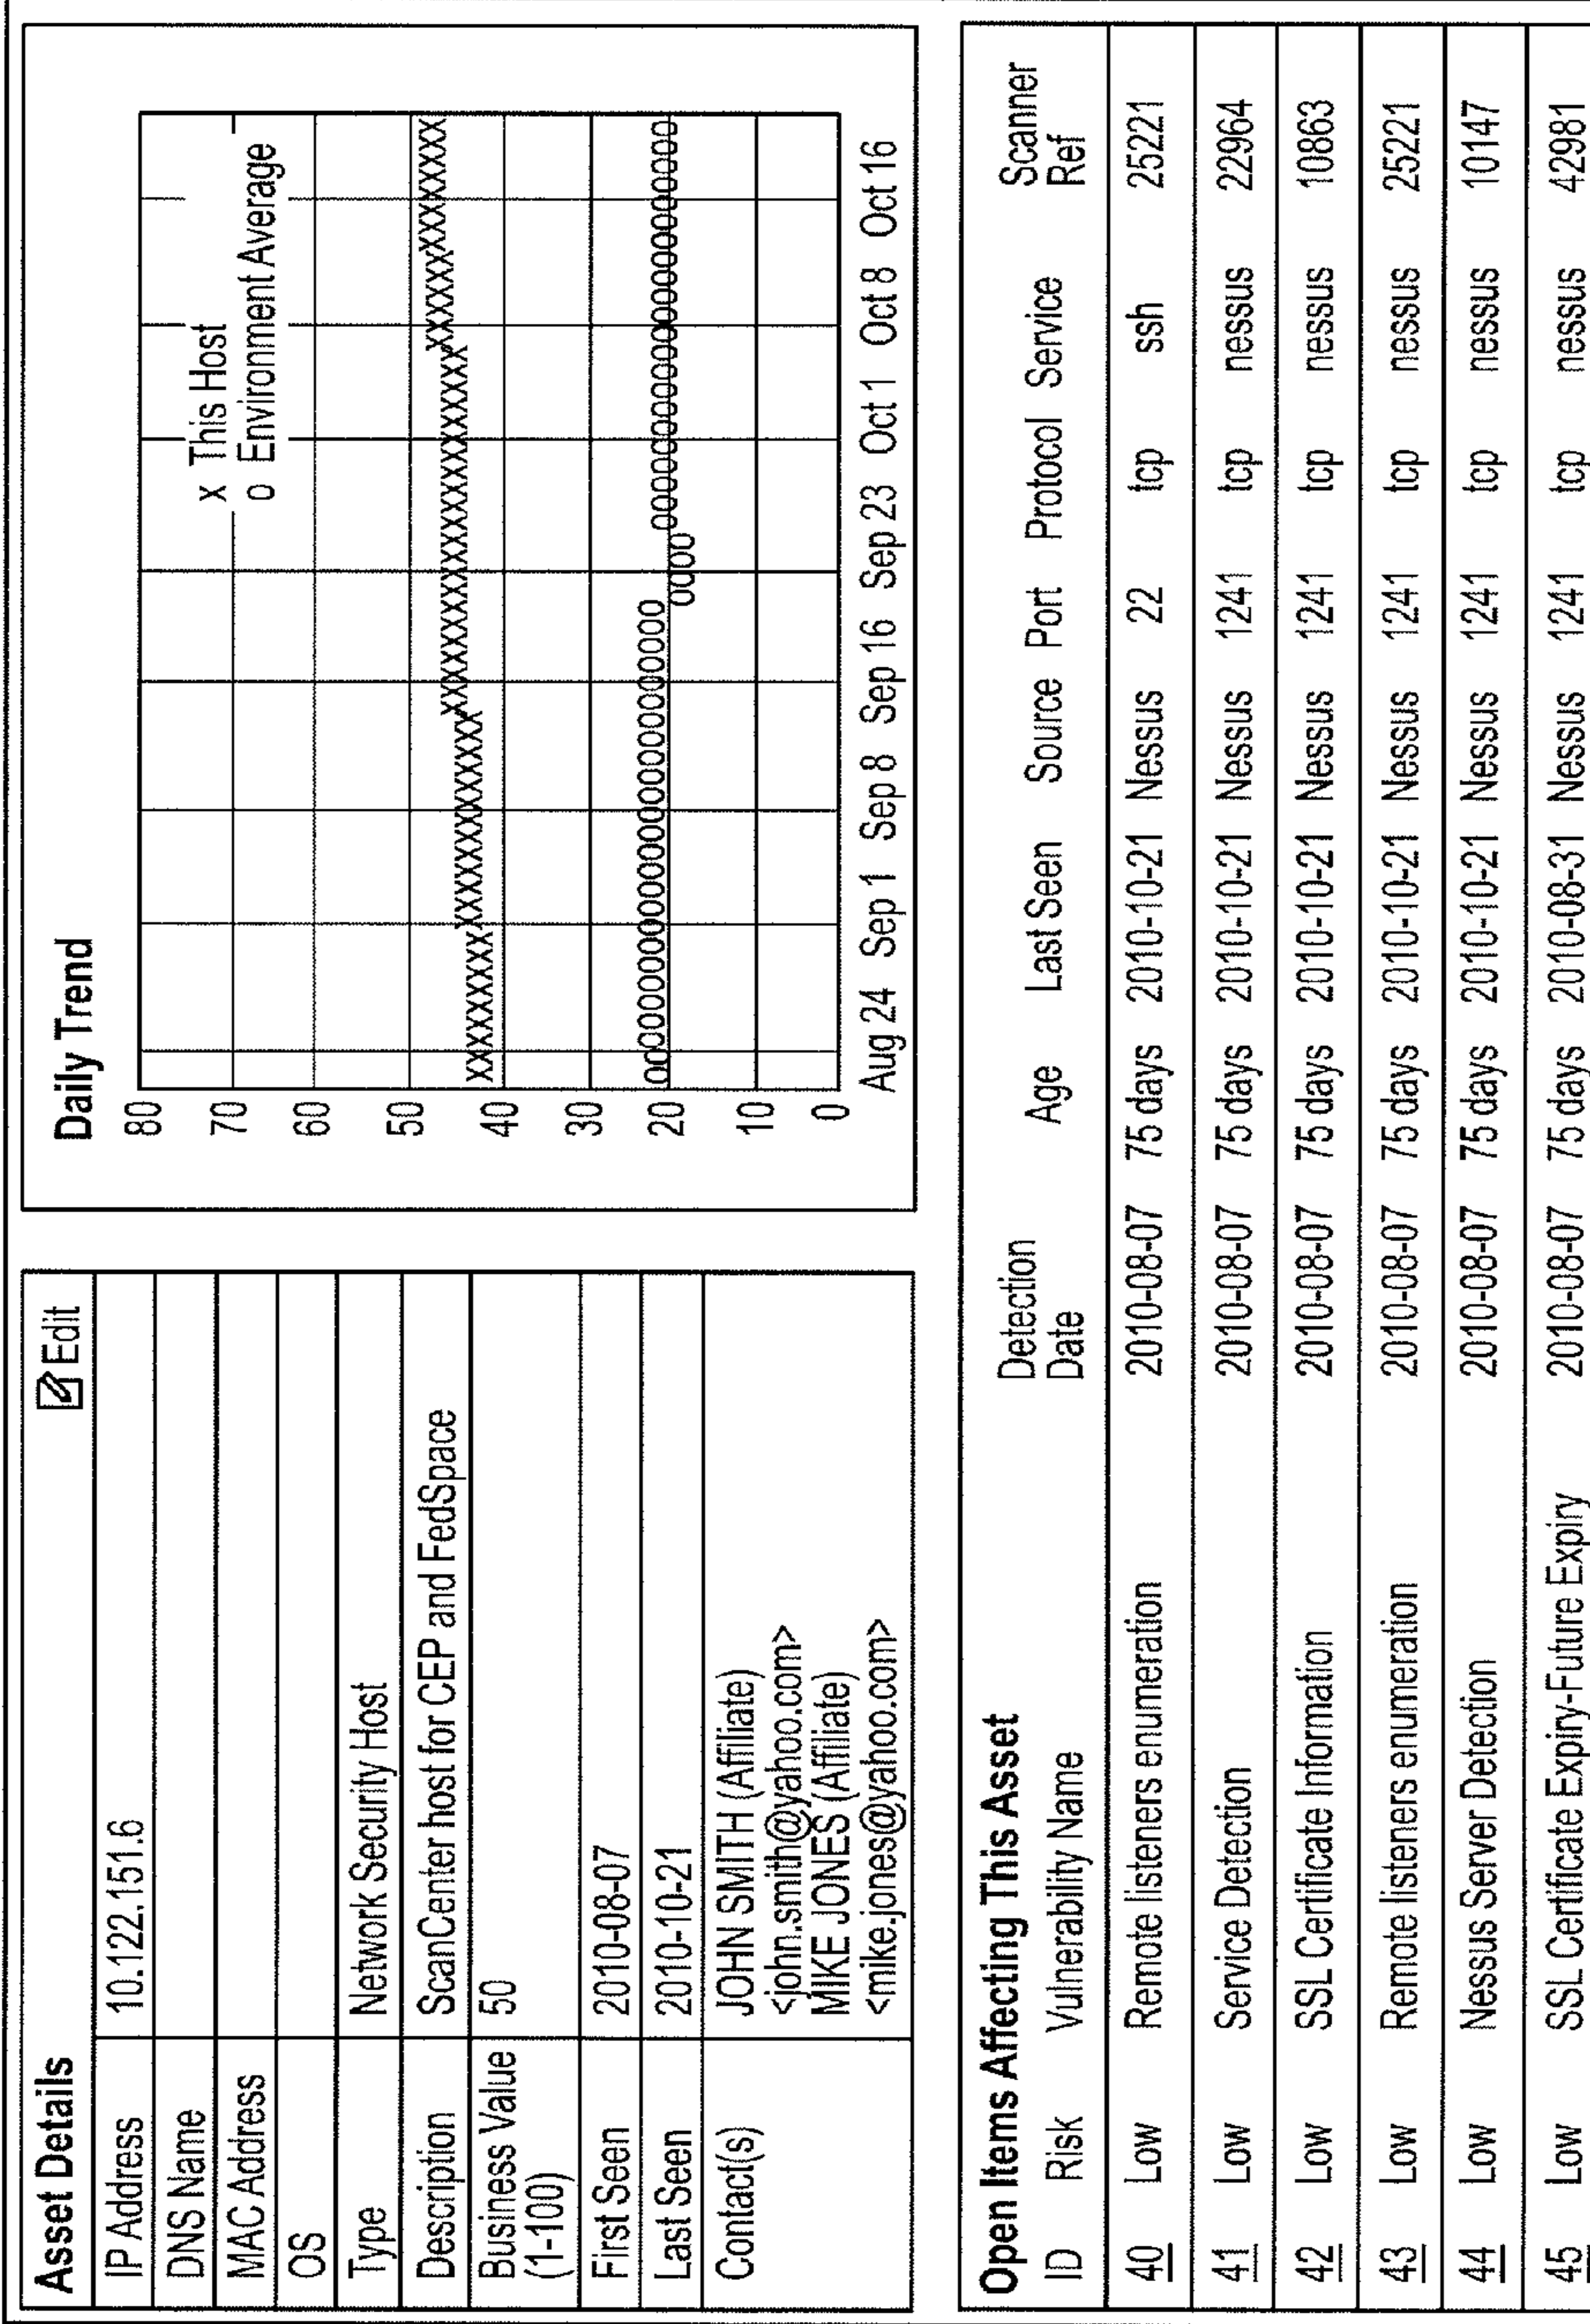 Asset Details
Edit
IP Address 10.122.151.6
DNS Name
MAC Address
OS
Type Network Security Host
Description ScanCenter host for CEP and FedSpace
Business Value 50
(1-100)
First Seen 2010-08-07
Last Seen 2010-10-21
Contact(s) JOHN SMITH (Affiliate)
<john.smith@yahoo.com>
MIKE JONES (Affiliate)
<mike.jones@yahoo.com>
Daily Trend
80
70
60
50
40
30
20
10
0
x This Host
o Environment Average
Aug 24 Sep 1 Sep 8 Sep 16 Sep 23 Oct 1 Oct 8 Oct 16
Open Items Affecting This Asset
ID Risk Vulnerability Name Detection Date Age Last Seen Source Port Protocol Service Scanner Ref
40 Low Remote listeners enumeration 2010-08-07 75 days 2010-10-21 Nessus 22 tcp ssh 25221
41 Low Service Detection 2010-08-07 75 days 2010-10-21 Nessus 1241 tcp nessus 22964
42 Low SSL Certificate Information 2010-08-07 75 days 2010-10-21 Nessus 1241 tcp nessus 10863
43 Low Remote listeners enumeration 2010-08-07 75 days 2010-10-21 Nessus 1241 tcp nessus 25221
44 Low Nessus Server Detection 2010-08-07 75 days 2010-10-21 Nessus 1241 tcp nessus 10147
45 Low SSL Certificate Expiry-Future Expiry 2010-08-07 75 days 2010-08-31 Nessus 1241 tcp nessus 42981